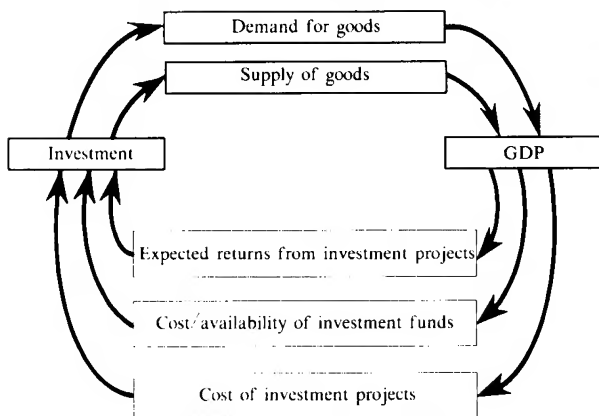 Demand for goods
Supply of goods
Investment
GDP
Expected returns from investment projects
Cost/availability of investment funds
Cost of investment projects